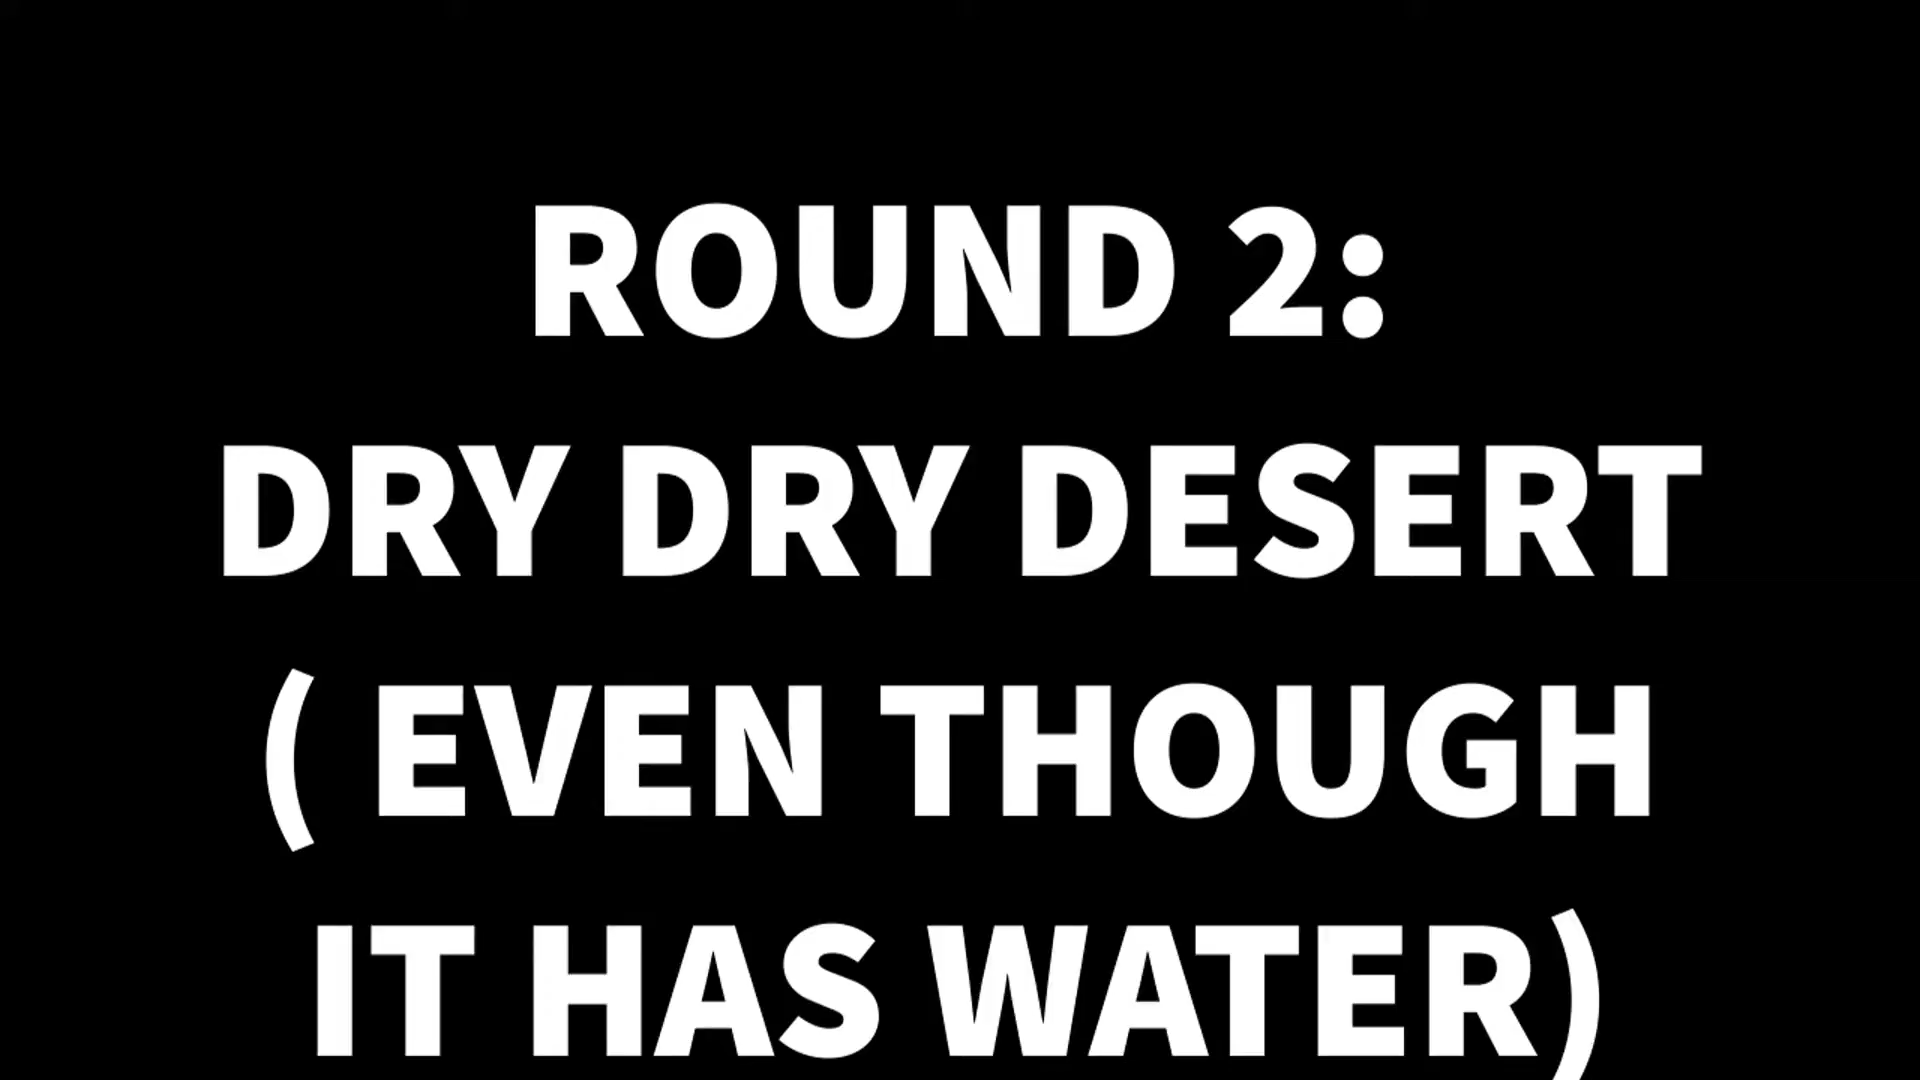 ROUND 2:
DRY DRY DESERT
( EVEN THOUGH
IT HAS WATER)